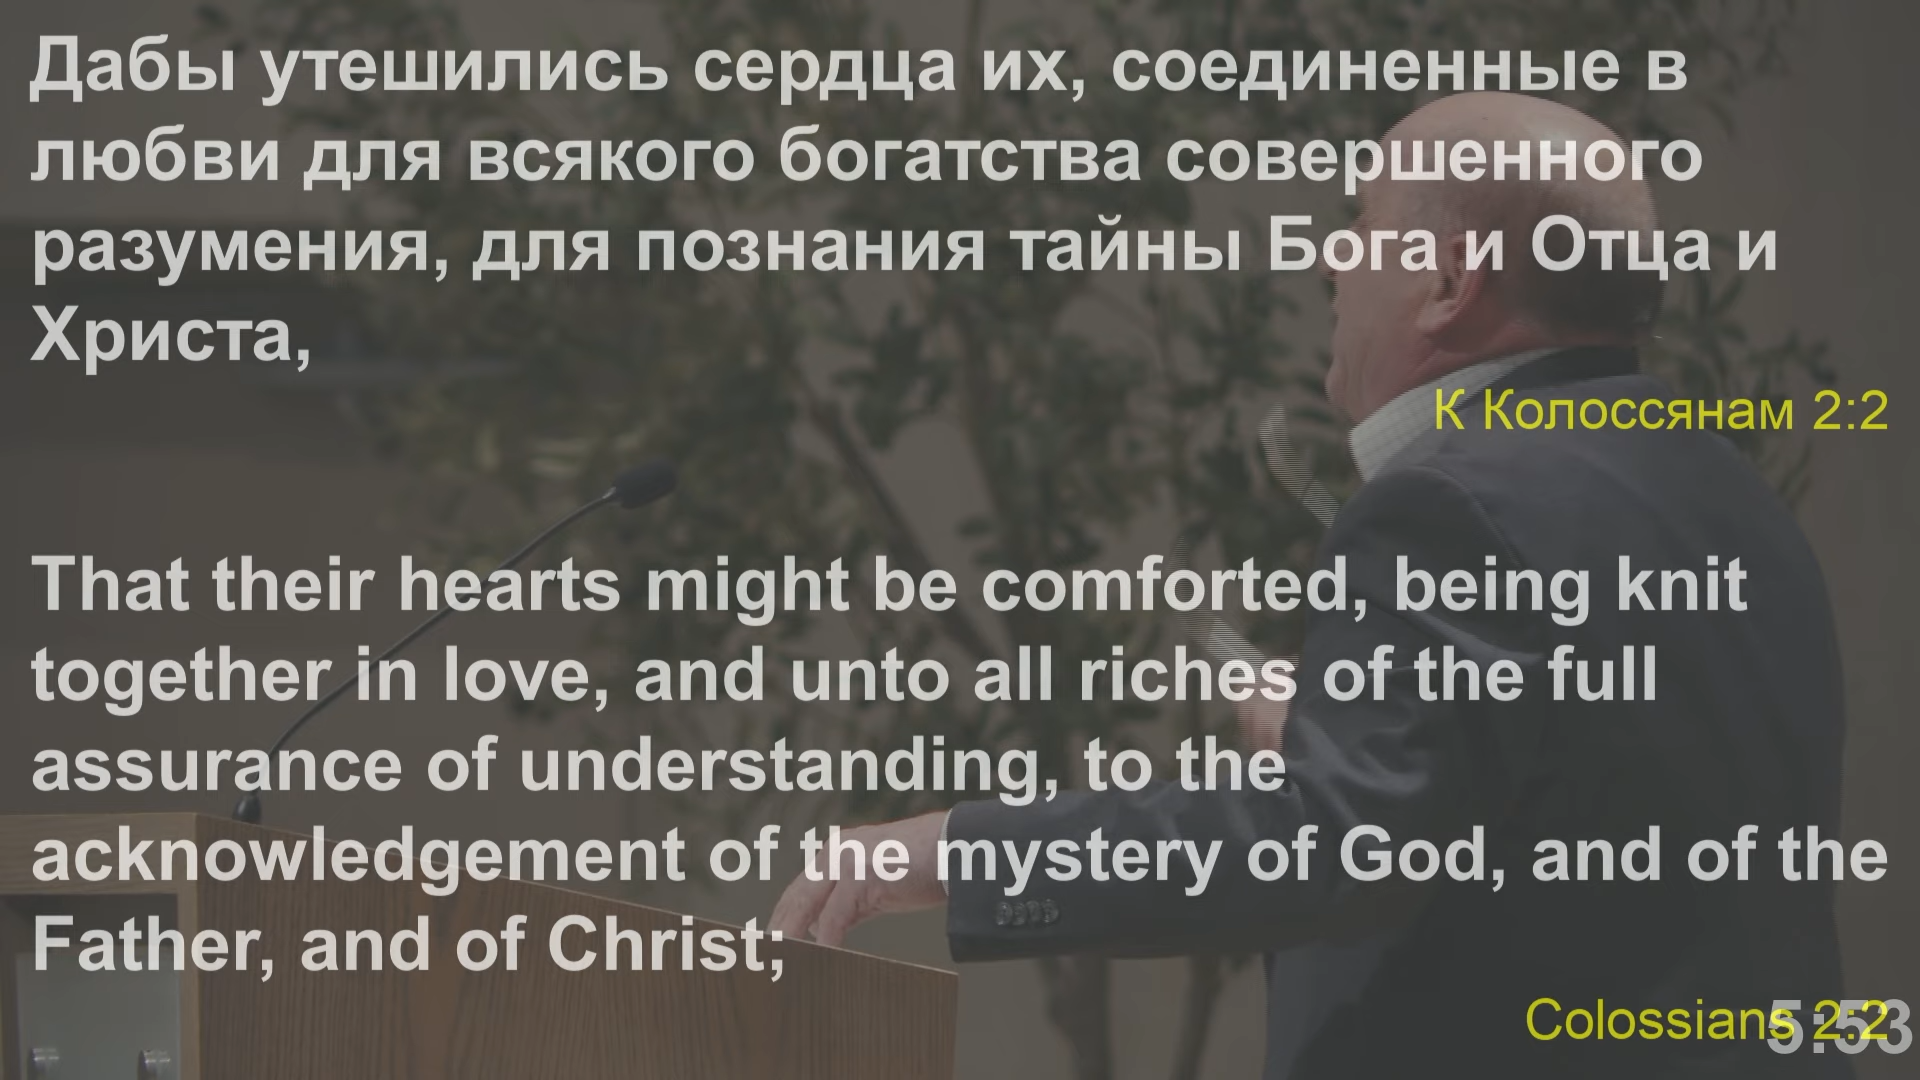 Дабы утешились сердца их, соединенные в
любви для всякого богатства совершенного
разумения, для познания тайны Бога и Отца и
Христа,
К Колоссянам 2:2
That their hearts might be comforted, being knit
together in love, and unto all riches of the full
assurance of understanding, to the
acknowledgement of the mystery of God, and of the
Father, and of Christ;
Colossians 2:2
5:53